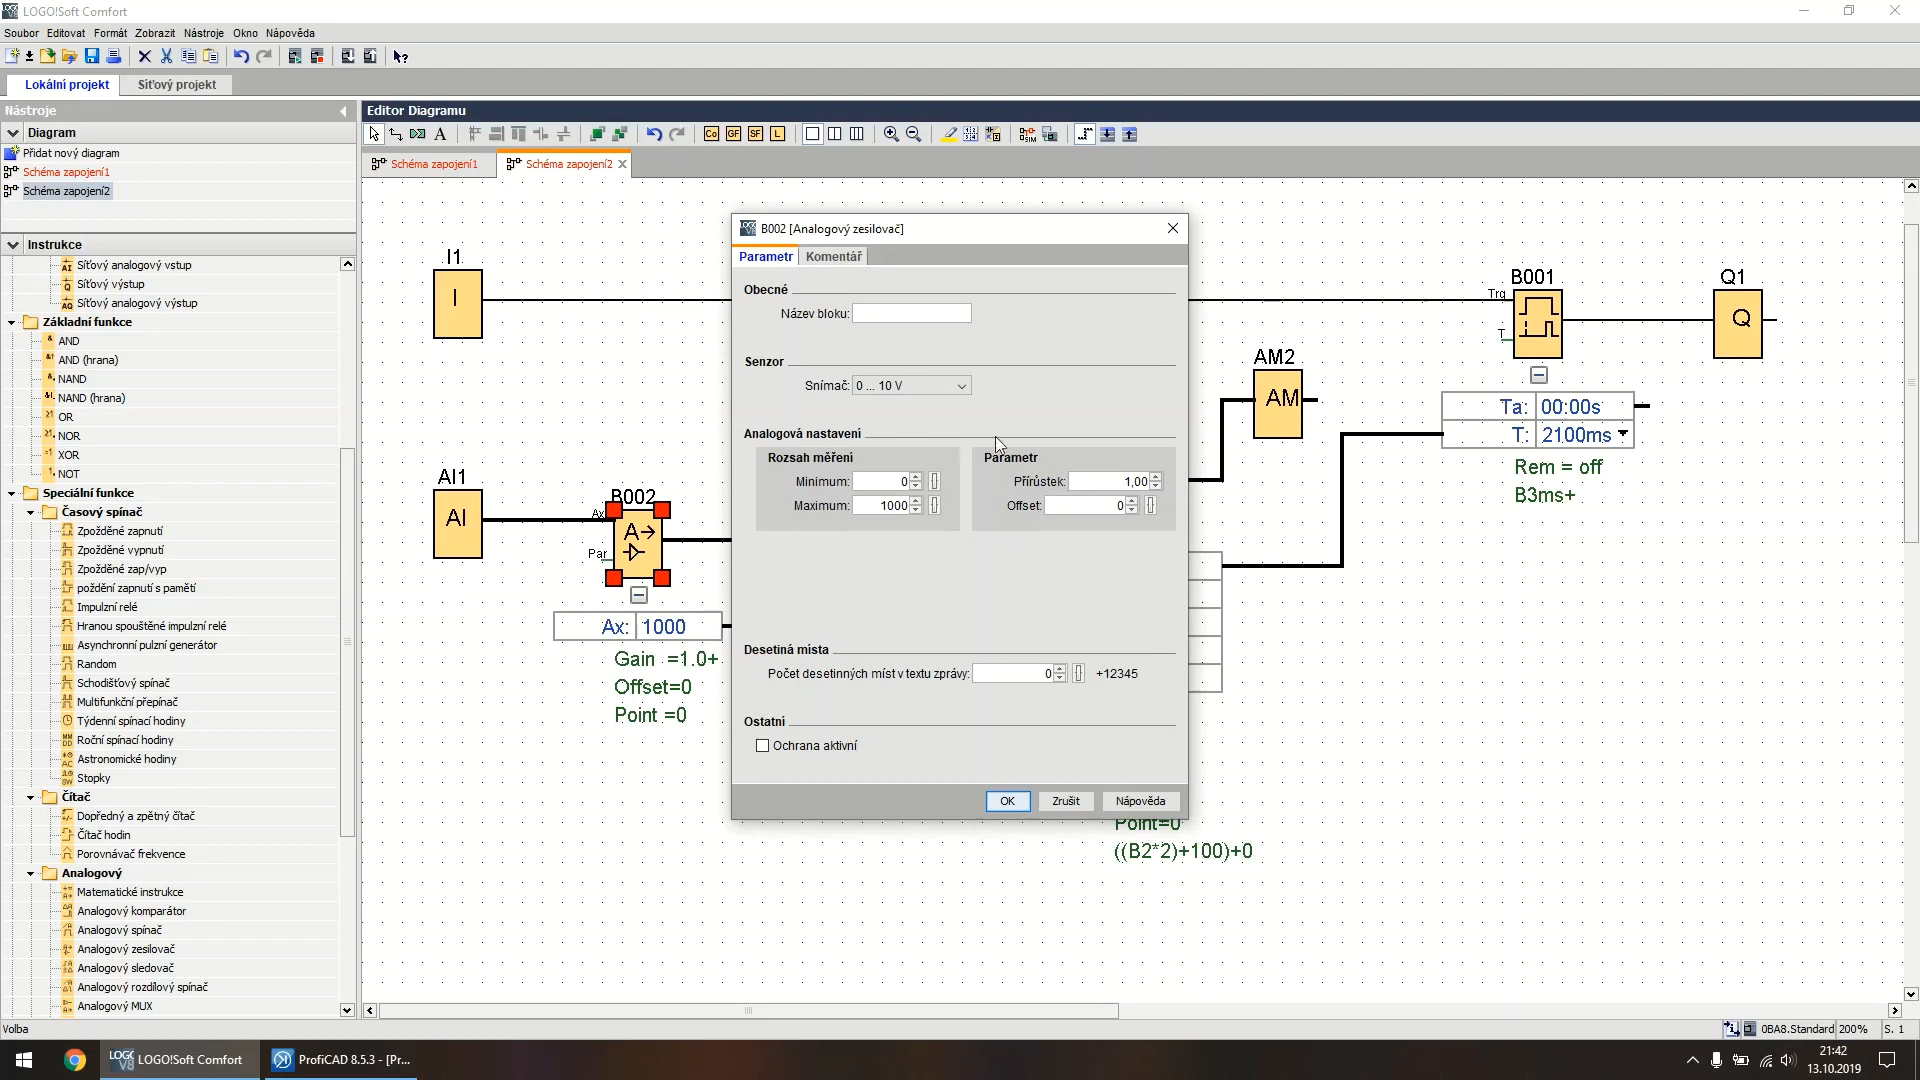 LOGO!Soft Comfort
Soubor Editovat Formát Zobrazit Nástroje Okno Nápověda
Lokální projekt Síťový projekt
Nástroje
Diagram
Přidat nový diagram
Schéma zapojení1
Schéma zapojení2
Instrukce
Síťový analogový vstup
Síťový výstup
Síťový analogový výstup
Základní funkce
AND
AND (hrana)
NAND
NAND (hrana)
OR
NOR
XOR
NOT
Speciální funkce
Časový spínač
Zpožděné zapnutí
Zpožděné vypnutí
Zpožděné zap/vyp
poždění zapnutí s pamětí
Impulzní relé
Hranou spouštěné impulzní relé
Asynchronní pulzní generátor
Random
Schodišťový spínač
Multifunkční přepínač
Týdenní spínací hodiny
Roční spínací hodiny
Astronomické hodiny
Stopky
Čítač
Dopředný a zpětný čítač
Čítač hodin
Porovnávač frekvence
Analogový
Matematické instrukce
Analogový komparátor
Analogový spínač
Analogový zesilovač
Analogový sledovač
Analogový rozdílový spínač
Analogový MUX
Editor Diagramu
A Co GF SF L
Schéma zapojení1 Schéma zapojení2
I1
I
AI1
AI
B002
Ax
A→
Par
Ax: 1000
Gain =1.0+
Offset=0
Point =0
B002 [Analogový zesilovač]
Parametr Komentář
Obecné
Název bloku:
Senzor
Snímač: 0 ... 10 V
Analogová nastavení
Rozsah měření
Minimum: 0
Maximum: 1000
Parametr
Přírůstek: 1,00
Offset: 0
Desetiná místa
Počet desetinných míst v textu zprávy: 0 +12345
Ostatní
Ochrana aktivní
OK Zrušit Nápověda
Point=0
((B2*2)+100)+0
AM2
AM
B001
Trg
T
Q1
Q
Ta: 00:00s
T: 2100ms
Rem = off
B3ms+
Volba
0BA8.Standard 200% S. 1
LOGO!Soft Comfort
ProfiCAD 8.5.3 - [Pr...
21:42
13.10.2019